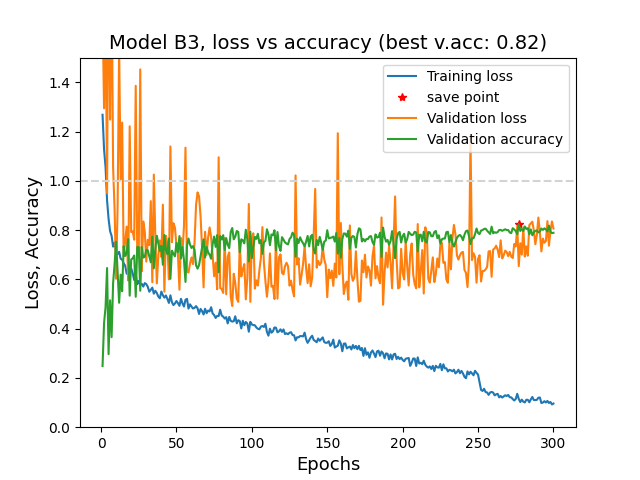 Model B3, loss vs accuracy (best v.acc: 0.82)
Training loss
save point
Validation loss
Validation accuracy
Loss, Accuracy
1.4
1.2
1.0
0.8
0.6
0.4
0.2
0.0
0 50 100 150 200 250 300
Epochs